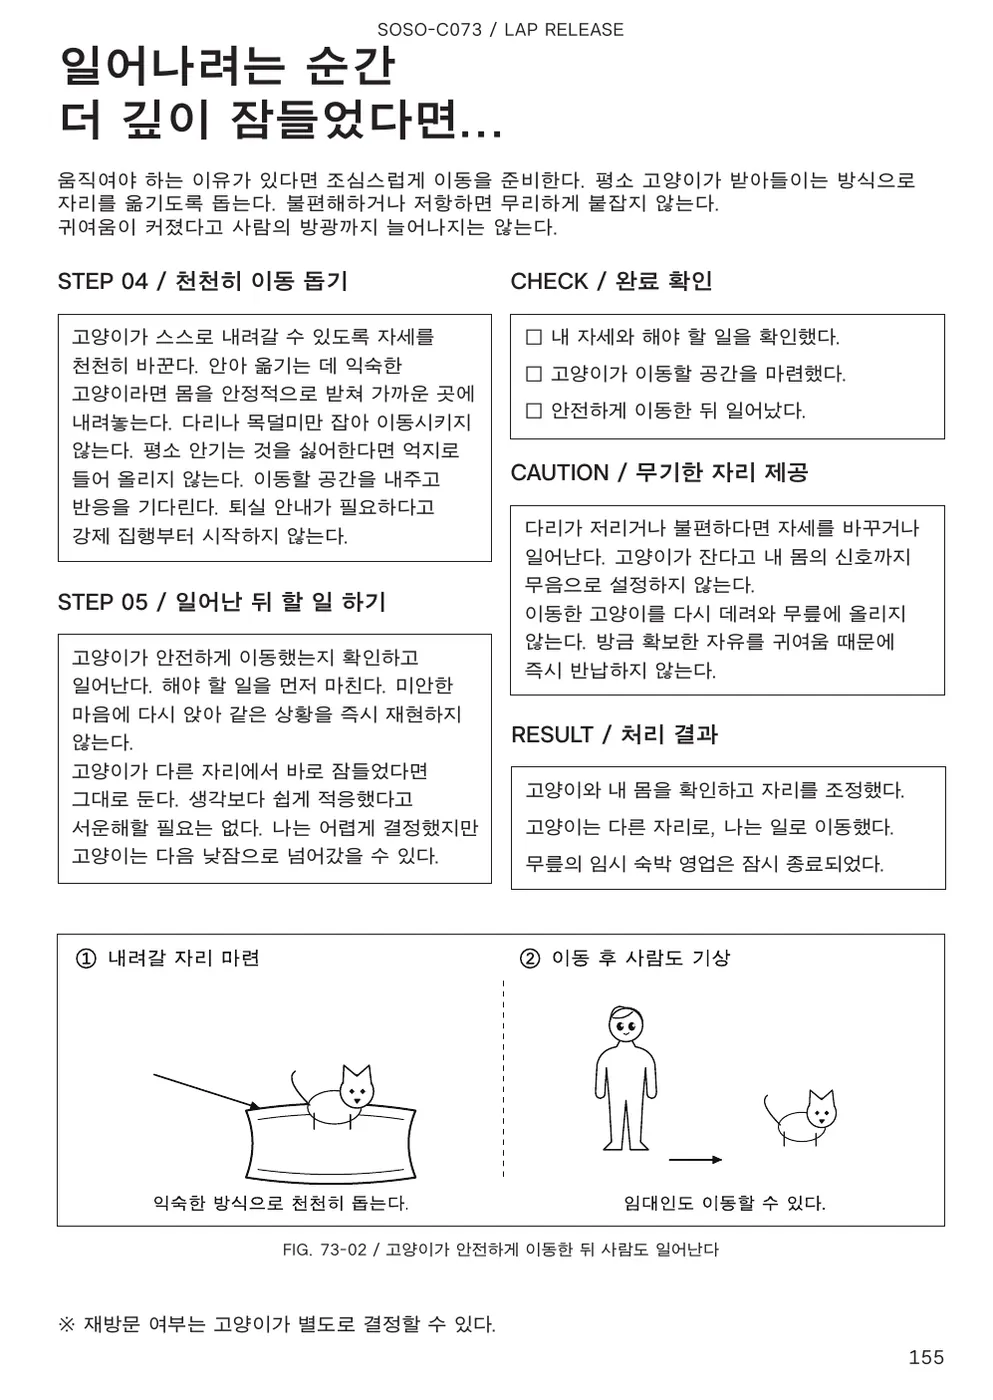 SOSO-C073 / LAP RELEASE
일어나려는 순간
더 깊이 잠들었다면...
움직여야 하는 이유가 있다면 조심스럽게 이동을 준비한다. 평소 고양이가 받아들이는 방식으로
자리를 옮기도록 돕는다. 불편해하거나 저항하면 무리하게 붙잡지 않는다.
귀여움이 커졌다고 사람의 방광까지 늘어나지는 않는다.
STEP 04 / 천천히 이동 돕기
고양이가 스스로 내려갈 수 있도록 자세를
천천히 바꾼다. 안아 옮기는 데 익숙한
고양이라면 몸을 안정적으로 받쳐 가까운 곳에
내려놓는다. 다리나 목덜미만 잡아 이동시키지
않는다. 평소 안기는 것을 싫어한다면 억지로
들어 올리지 않는다. 이동할 공간을 내주고
반응을 기다린다. 퇴실 안내가 필요하다고
강제 집행부터 시작하지 않는다.
STEP 05 / 일어난 뒤 할 일 하기
고양이가 안전하게 이동했는지 확인하고
일어난다. 해야 할 일을 먼저 마친다. 미안한
마음에 다시 앉아 같은 상황을 즉시 재현하지
않는다.
고양이가 다른 자리에서 바로 잠들었다면
그대로 둔다. 생각보다 쉽게 적응했다고
서운해할 필요는 없다. 나는 어렵게 결정했지만
고양이는 다음 낮잠으로 넘어갔을 수 있다.
CHECK / 완료 확인
□ 내 자세와 해야 할 일을 확인했다.
□ 고양이가 이동할 공간을 마련했다.
□ 안전하게 이동한 뒤 일어났다.
CAUTION / 무기한 자리 제공
다리가 저리거나 불편하다면 자세를 바꾸거나
일어난다. 고양이가 잔다고 내 몸의 신호까지
무음으로 설정하지 않는다.
이동한 고양이를 다시 데려와 무릎에 올리지
않는다. 방금 확보한 자유를 귀여움 때문에
즉시 반납하지 않는다.
RESULT / 처리 결과
고양이와 내 몸을 확인하고 자리를 조정했다.
고양이는 다른 자리로, 나는 일로 이동했다.
무릎의 임시 숙박 영업은 잠시 종료되었다.
① 내려갈 자리 마련
익숙한 방식으로 천천히 돕는다.
② 이동 후 사람도 기상
임대인도 이동할 수 있다.
FIG. 73-02 / 고양이가 안전하게 이동한 뒤 사람도 일어난다
※ 재방문 여부는 고양이가 별도로 결정할 수 있다.
155